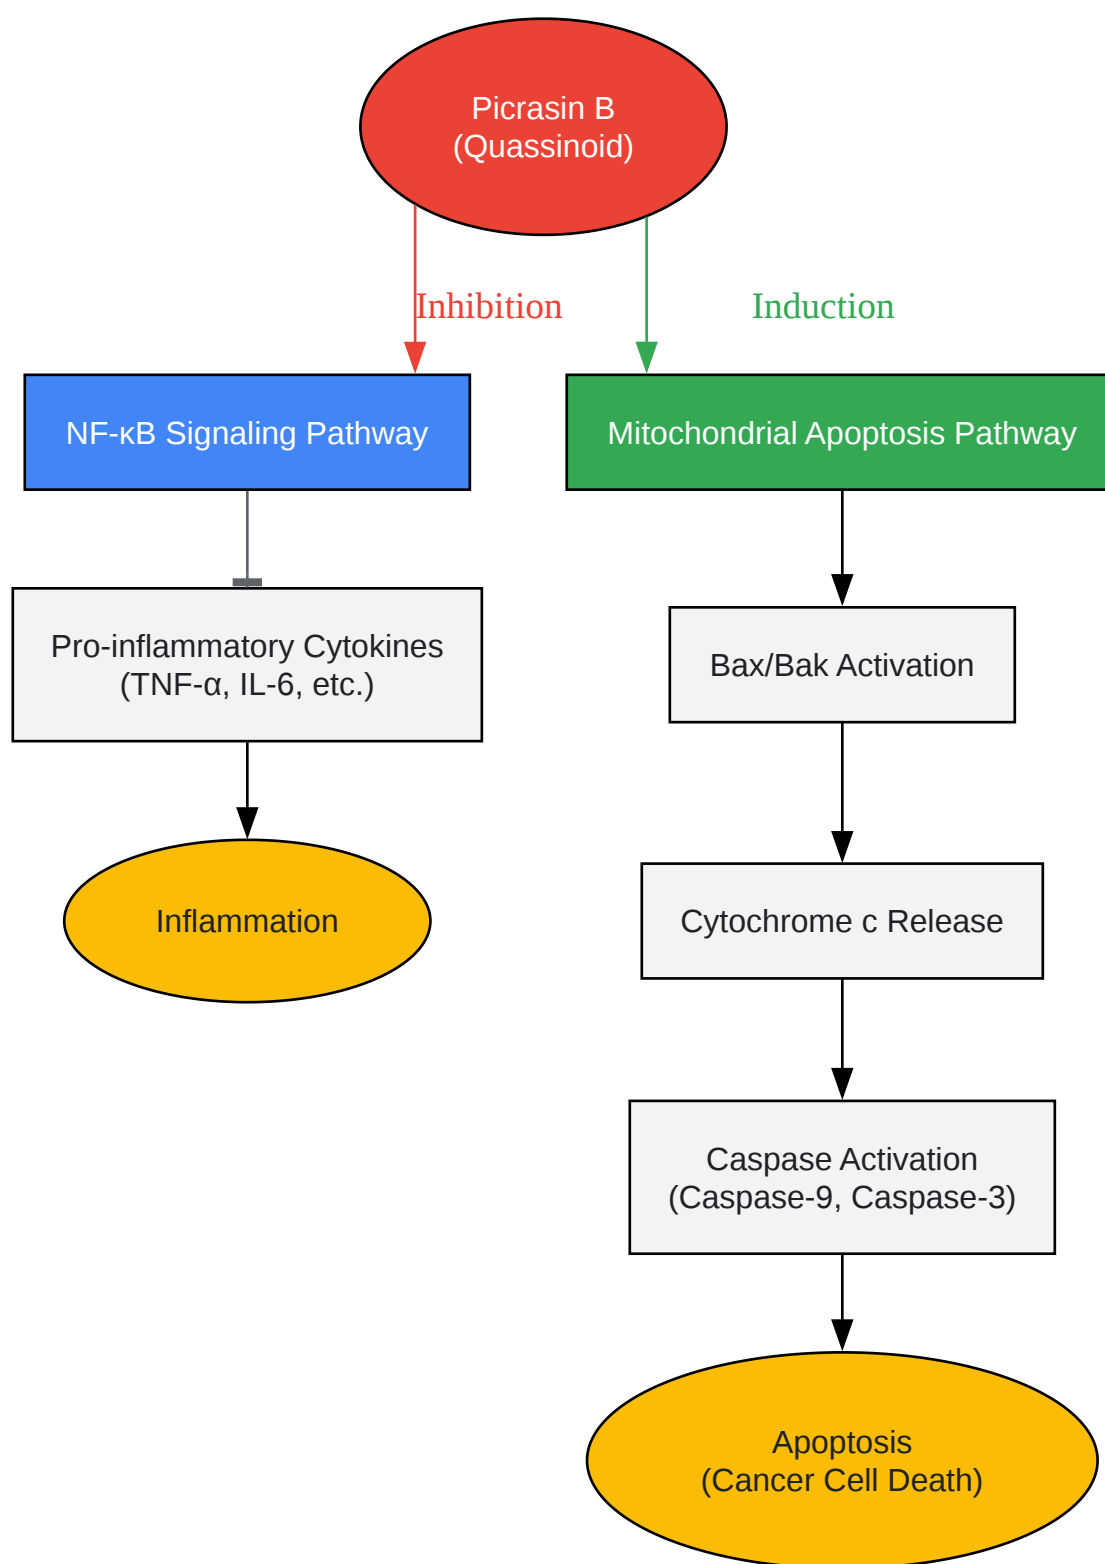 Picrasin B
(Quassinoid)
Inhibition
Induction
NF-κB Signaling Pathway
Mitochondrial Apoptosis Pathway
Pro-inflammatory Cytokines
(TNF-α, IL-6, etc.)
Bax/Bak Activation
Inflammation
Cytochrome c Release
Caspase Activation
(Caspase-9, Caspase-3)
Apoptosis
(Cancer Cell Death)